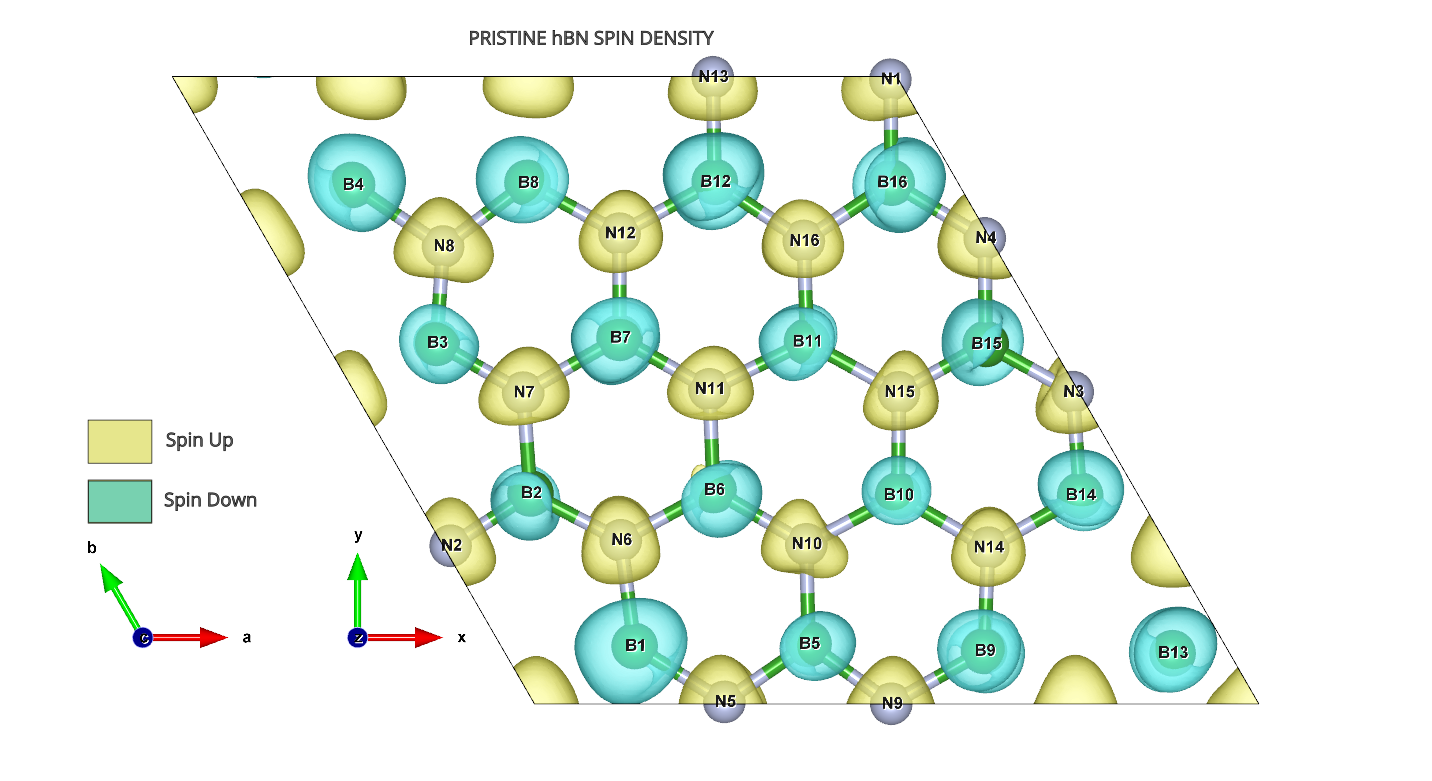 PRISTINE hBN SPIN DENSITY
N13 N1
B4 B8 B12 B16
N8 N12 N16 N4
B3 B7 B11 B15
N7 N11 N15 N3
Spin Up
B2 B6 B10 B14
Spin Down
N2 N6 N10 N14
b y
c a z x
B1 B5 B9 B13
N5 N9